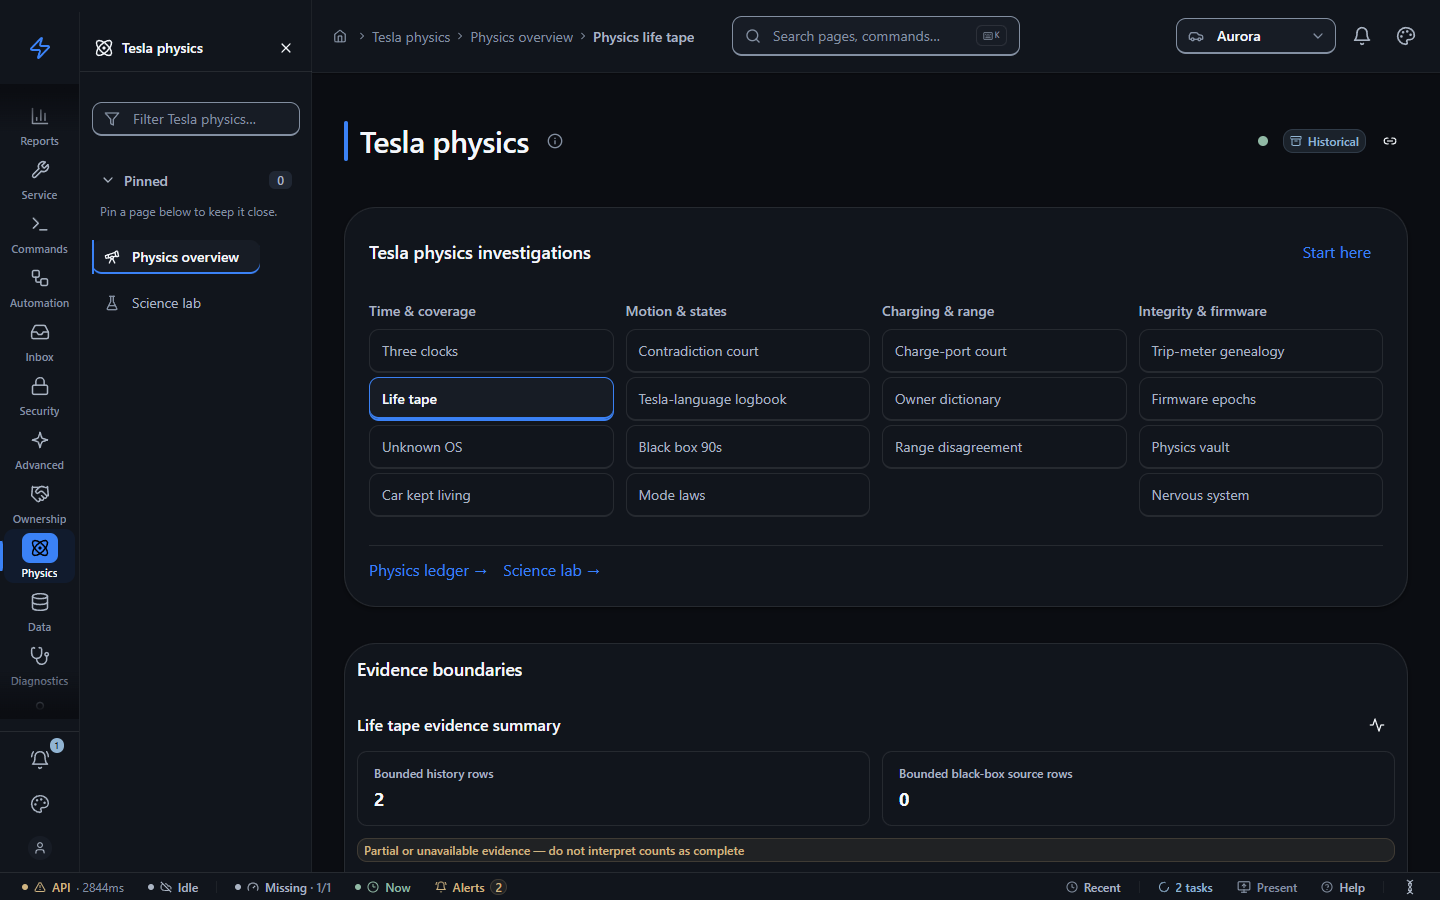 Tesla physics
Tesla physics
Physics overview
Physics life tape
Search pages, commands...
K
Aurora
Reports
Service
Commands
Automation
Inbox
Security
Advanced
Ownership
Physics
Data
Diagnostics
1
Filter Tesla physics...
Pinned
0
Pin a page below to keep it close.
Physics overview
Science lab
Tesla physics
Historical
Tesla physics investigations
Start here
Time & coverage
Three clocks
Life tape
Unknown OS
Car kept living
Motion & states
Contradiction court
Tesla-language logbook
Black box 90s
Mode laws
Charging & range
Charge-port court
Owner dictionary
Range disagreement
Integrity & firmware
Trip-meter genealogy
Firmware epochs
Physics vault
Nervous system
Physics ledger →
Science lab →
Evidence boundaries
Life tape evidence summary
Bounded history rows
2
Bounded black-box source rows
0
Partial or unavailable evidence — do not interpret counts as complete
API · 2844ms
Idle
Missing · 1/1
Now
Alerts 2
Recent
2 tasks
Present
Help